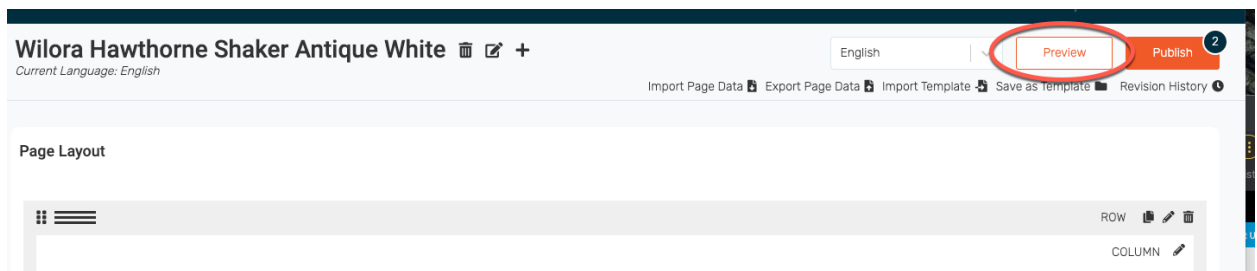 Wilora Hawthorne Shaker Antique White
Current Language: English
English
Preview
Publish
2
Import Page Data Export Page Data Import Template Save as Template Revision History
Page Layout
ROW
COLUMN